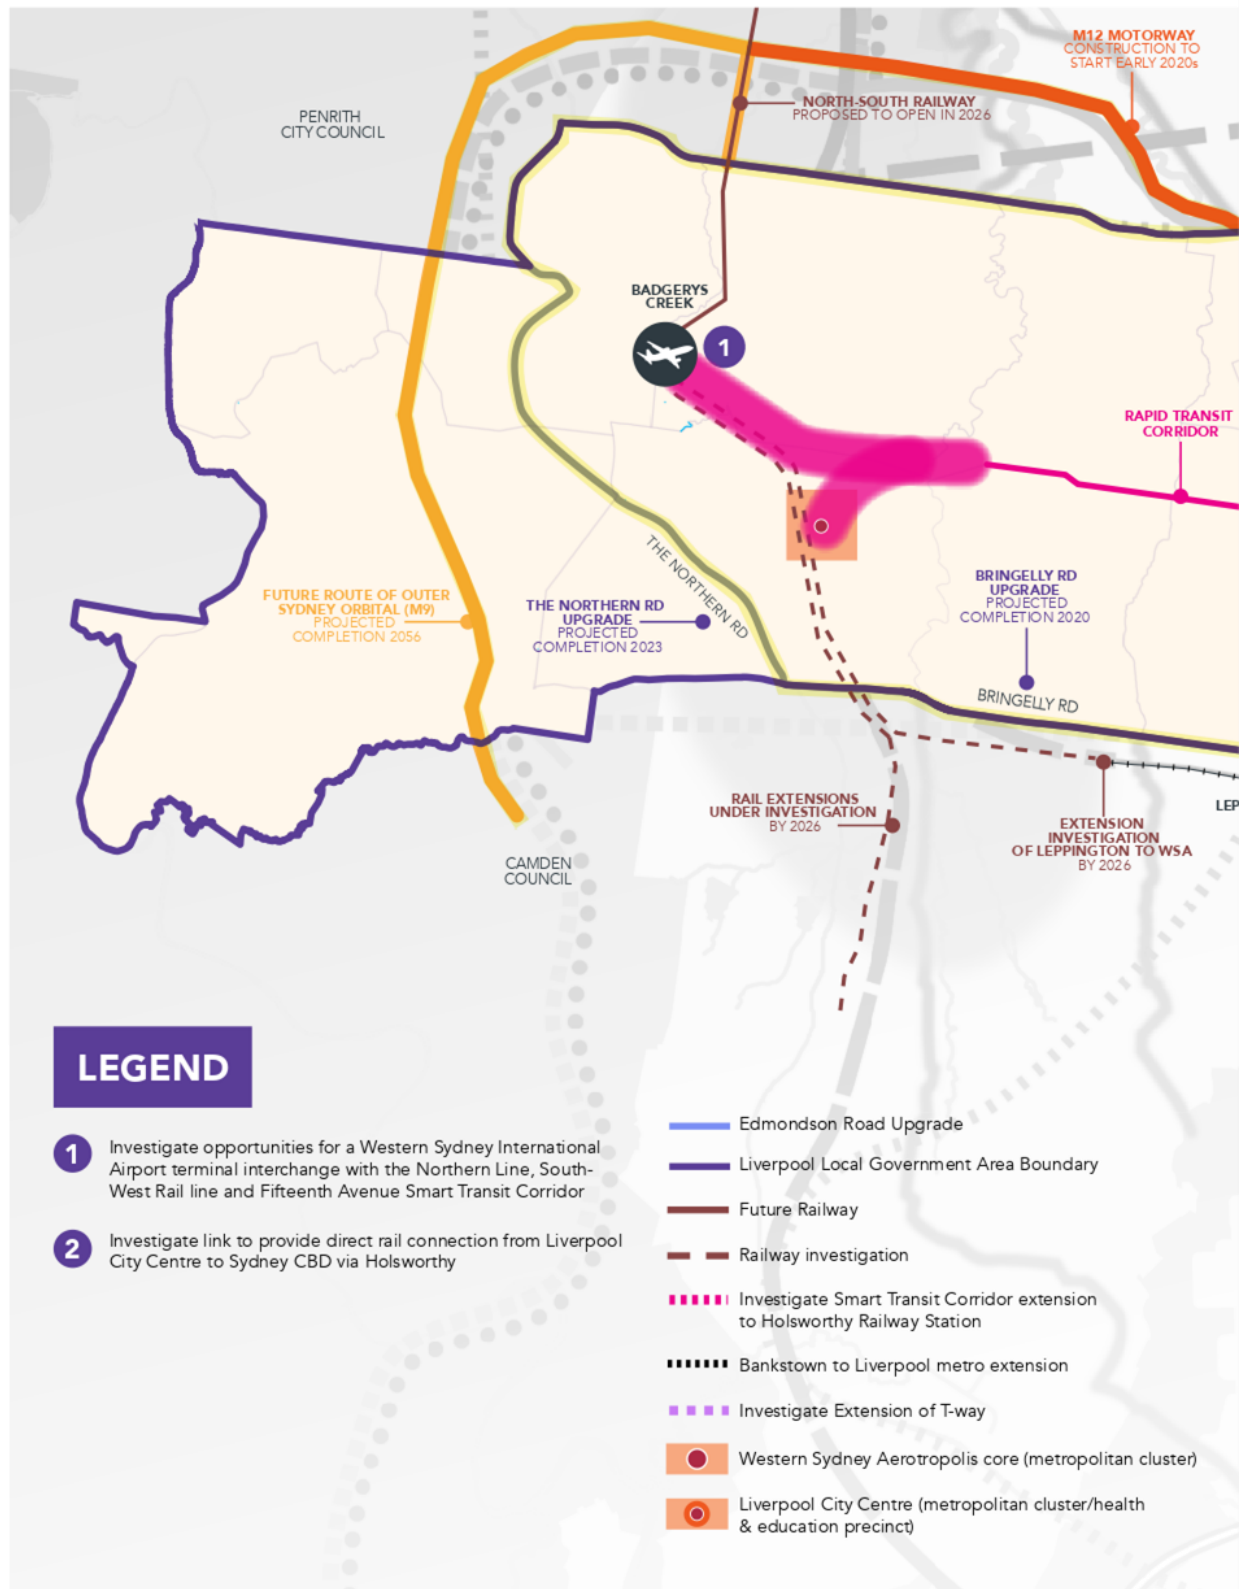 M12 MOTORWAY
CONSTRUCTION TO
START EARLY 2020s
NORTH-SOUTH RAILWAY
PROPOSED TO OPEN IN 2026
PENRITH
CITY COUNCIL
BADGERYS
CREEK
1
RAPID TRANSIT
CORRIDOR
THE NORTHERN RD
FUTURE ROUTE OF OUTER
SYDNEY ORBITAL (M9)
PROJECTED
COMPLETION 2056
THE NORTHERN RD
UPGRADE
PROJECTED
COMPLETION 2023
BRINGELLY RD
UPGRADE
PROJECTED
COMPLETION 2020
BRINGELLY RD
RAIL EXTENSIONS
UNDER INVESTIGATION
BY 2026
LEP
EXTENSION
INVESTIGATION
OF LEPPINGTON TO WSA
BY 2026
CAMDEN
COUNCIL
LEGEND
1
Investigate opportunities for a Western Sydney International
Airport terminal interchange with the Northern Line, South-
West Rail line and Fifteenth Avenue Smart Transit Corridor
2
Investigate link to provide direct rail connection from Liverpool
City Centre to Sydney CBD via Holsworthy
Edmondson Road Upgrade
Liverpool Local Government Area Boundary
Future Railway
Railway investigation
Investigate Smart Transit Corridor extension
to Holsworthy Railway Station
Bankstown to Liverpool metro extension
Investigate Extension of T-way
Western Sydney Aerotropolis core (metropolitan cluster)
Liverpool City Centre (metropolitan cluster/health
& education precinct)